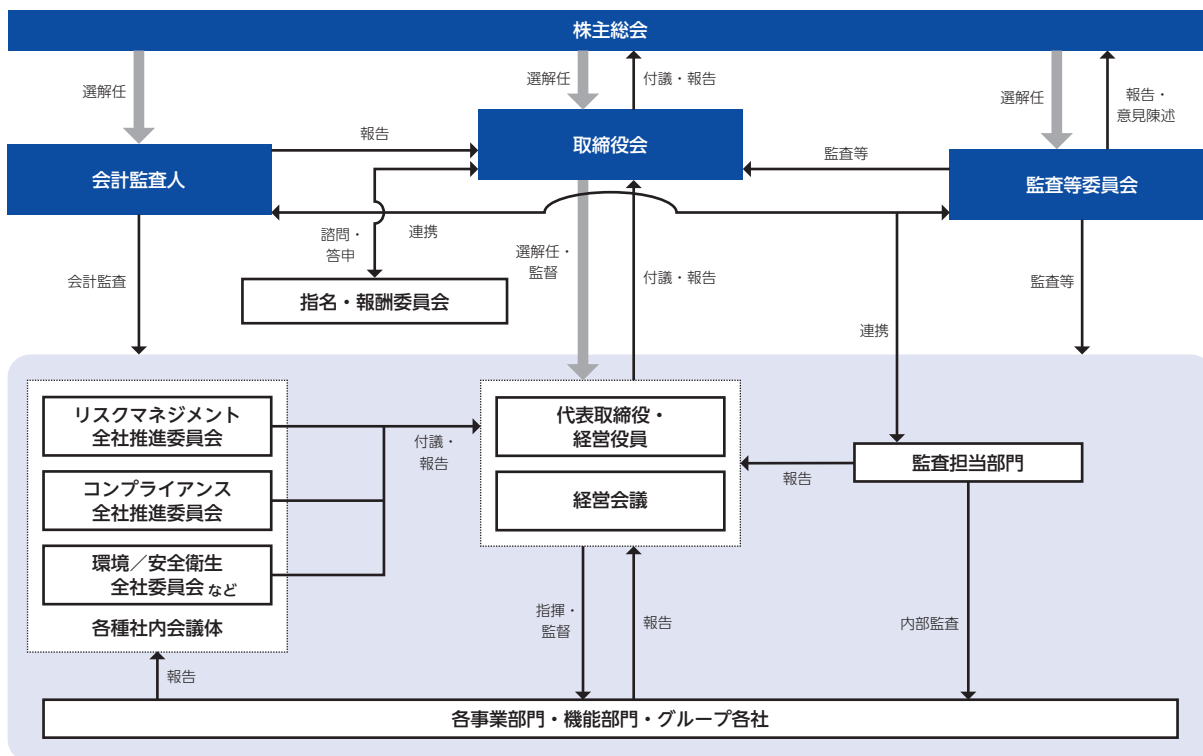 株主総会
選解任
選解任
付議・報告
選解任
報告・
意見陳述
取締役会
報告
監査等
会計監査人
監査等委員会
諮問・
答申
連携
選解任・
監督
付議・報告
会計監査
監査等
指名・報酬委員会
連携
リスクマネジメント
全社推進委員会
代表取締役・
経営役員
付議・
報告
監査担当部門
報告
コンプライアンス
全社推進委員会
経営会議
環境／安全衛生
全社委員会 など
各種社内会議体
指揮・
監督
報告
内部監査
報告
各事業部門・機能部門・グループ各社